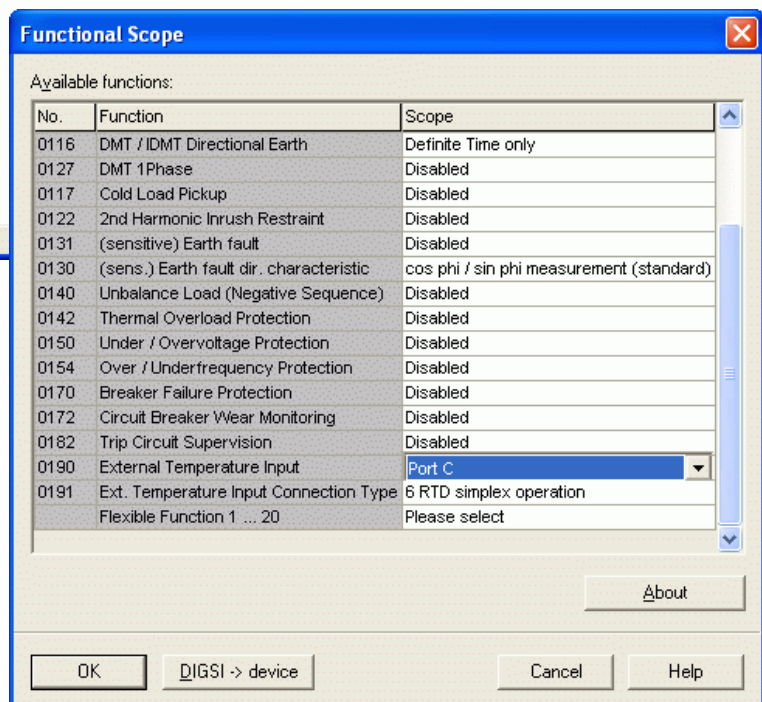 Functional Scope
Available functions:
No. Function Scope
0116 DMT / IDMT Directional Earth Definite Time only
0127 DMT 1Phase Disabled
0117 Cold Load Pickup Disabled
0122 2nd Harmonic Inrush Restraint Disabled
0131 (sensitive) Earth fault Disabled
0130 (sens.) Earth fault dir. characteristic cos phi / sin phi measurement (standard)
0140 Unbalance Load (Negative Sequence) Disabled
0142 Thermal Overload Protection Disabled
0150 Under / Overvoltage Protection Disabled
0154 Over / Underfrequency Protection Disabled
0170 Breaker Failure Protection Disabled
0172 Circuit Breaker Wear Monitoring Disabled
0182 Trip Circuit Supervision Disabled
0190 External Temperature Input Port C
0191 Ext. Temperature Input Connection Type 6 RTD simplex operation
Flexible Function 1 ... 20 Please select
About
OK DIGSI -> device Cancel Help